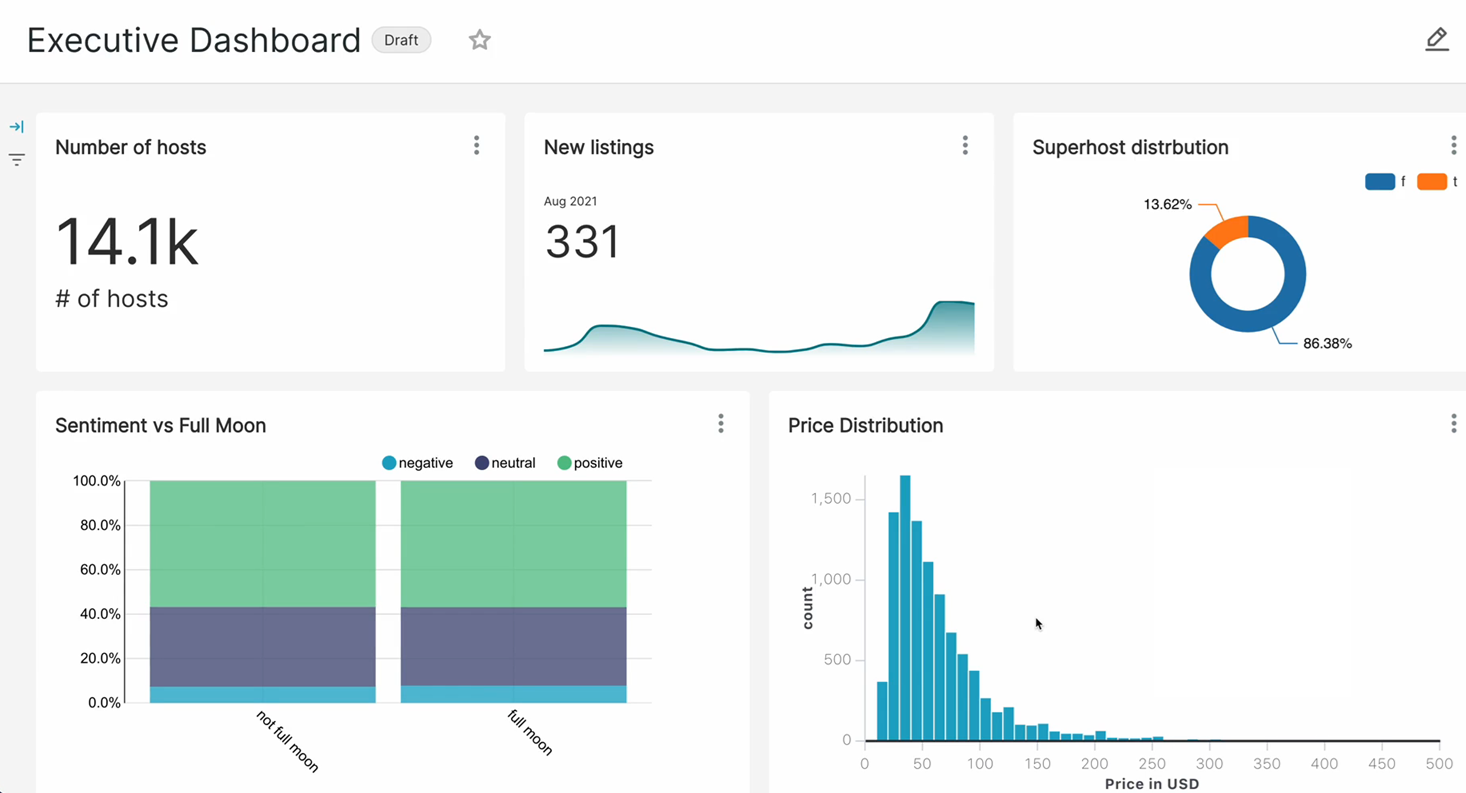 Executive Dashboard Draft
Number of hosts
14.1k
# of hosts
New listings
Aug 2021
331
Superhost distrbution
f t
13.62%
86.38%
Sentiment vs Full Moon
negative neutral positive
100.0%
80.0%
60.0%
40.0%
20.0%
0.0%
not full moon full moon
Price Distribution
1,500
1,000
500
0
count
0 50 100 150 200 250 300 350 400 450 500
Price in USD